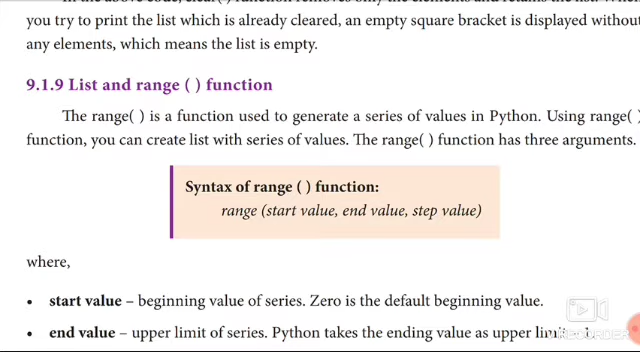 you try to print the list which is already cleared, an empty square bracket is displayed without
any elements, which means the list is empty.
9.1.9 List and range ( ) function
The range( ) is a function used to generate a series of values in Python. Using range( )
function, you can create list with series of values. The range( ) function has three arguments.
Syntax of range ( ) function:
range (start value, end value, step value)
where,
• start value – beginning value of series. Zero is the default beginning value.
• end value – upper limit of series. Python takes the ending value as upper limit